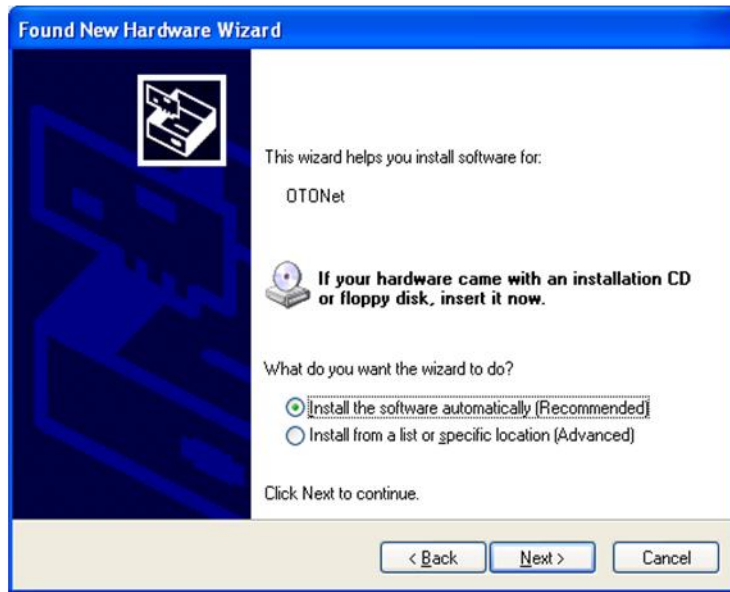 Found New Hardware Wizard
This wizard helps you install software for:
OTONet
If your hardware came with an installation CD
or floppy disk, insert it now.
What do you want the wizard to do?
Install the software automatically (Recommended)
Install from a list or specific location (Advanced)
Click Next to continue.
< Back
Next >
Cancel